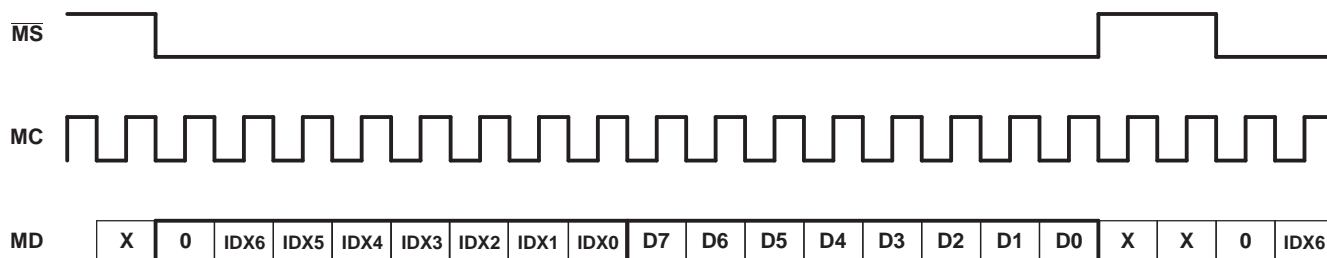 MS
MC
MD X 0 IDX6 IDX5 IDX4 IDX3 IDX2 IDX1 IDX0 D7 D6 D5 D4 D3 D2 D1 D0 X X 0 IDX6